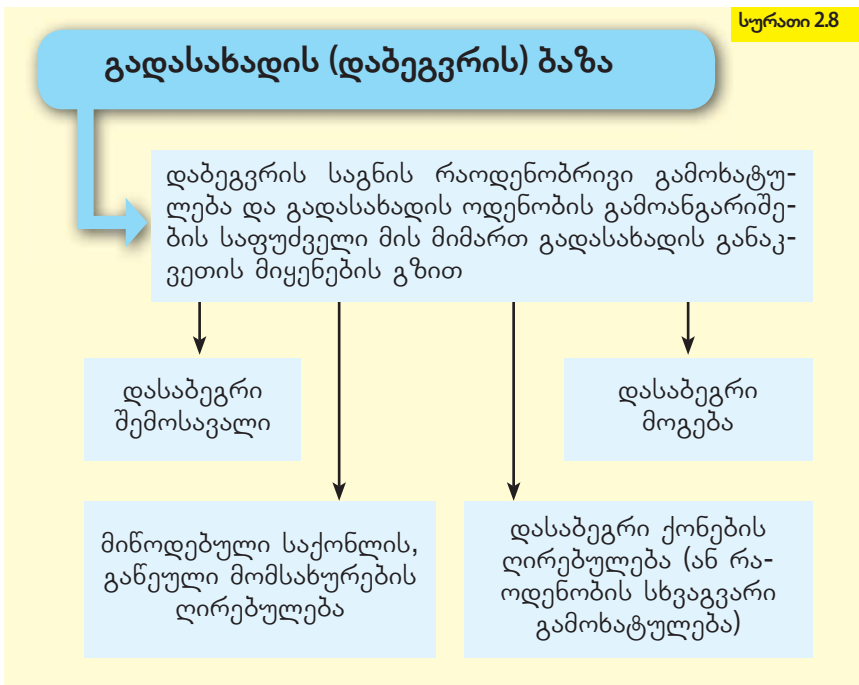 სურათი 2.8
გადასახადის (დაბეგვრის) ბაზა
დაბეგვრის საგნის რაოდენობრივი გამოხატუ-
ლება და გადასახადის ოდენობის გამოანგარიშე-
ბის საფუძველი მის მიმართ გადასახადის განაკ-
ვეთის მიყენების გზით
დასაბეგრი
შემოსავალი
დასაბეგრი
მოგება
მიწოდებული საქონლის,
გაწეული მომსახურების
ღირებულება
დასაბეგრი ქონების
ღირებულება (ან რა-
ოდენობის სხვაგვარი
გამოხატულება)